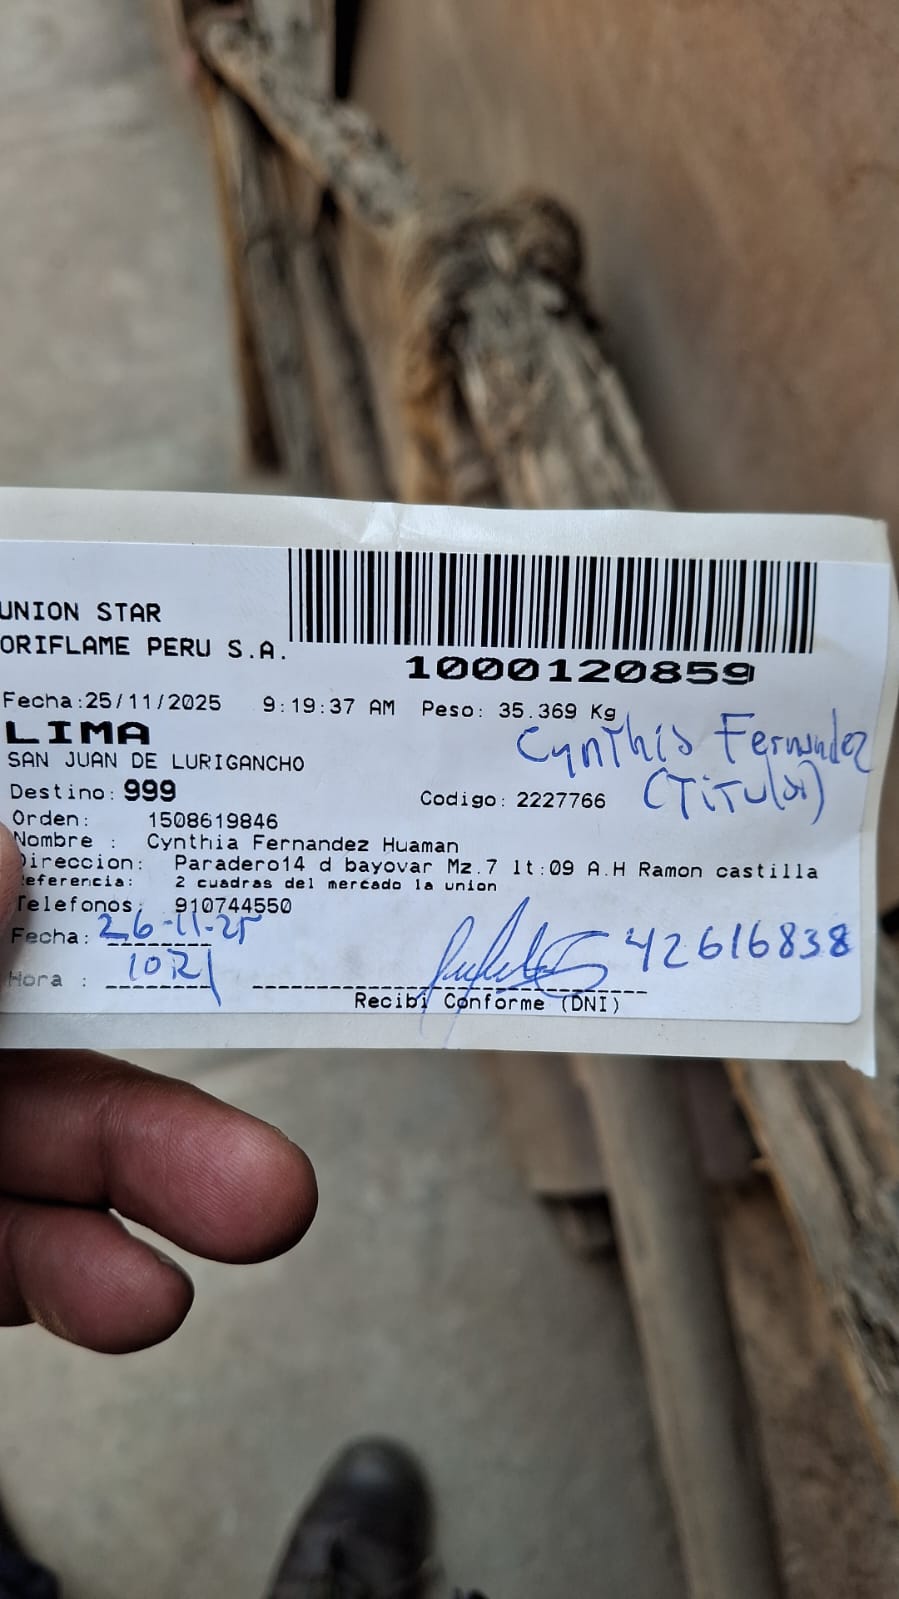 UNION STAR
ORIFLAME PERU S.A.
1000120859
Fecha:25/11/2025 9:19:37 AM Peso: 35.369 Kg
LIMA
Cynthia Fernandez
SAN JUAN DE LURIGANCHO
(Titular)
Destino: 999 Codigo: 2227766
Orden: 1508619846
Nombre : Cynthia Fernandez Huaman
Direccion: Paradero14 d bayovar Mz.7 lt:09 A.H Ramon castilla
Referencia: 2 cuadras del mercado la union
Telefonos: 910744550
Fecha: 26-11-25
42616838
Hora :
Recibi Conforme (DNI)